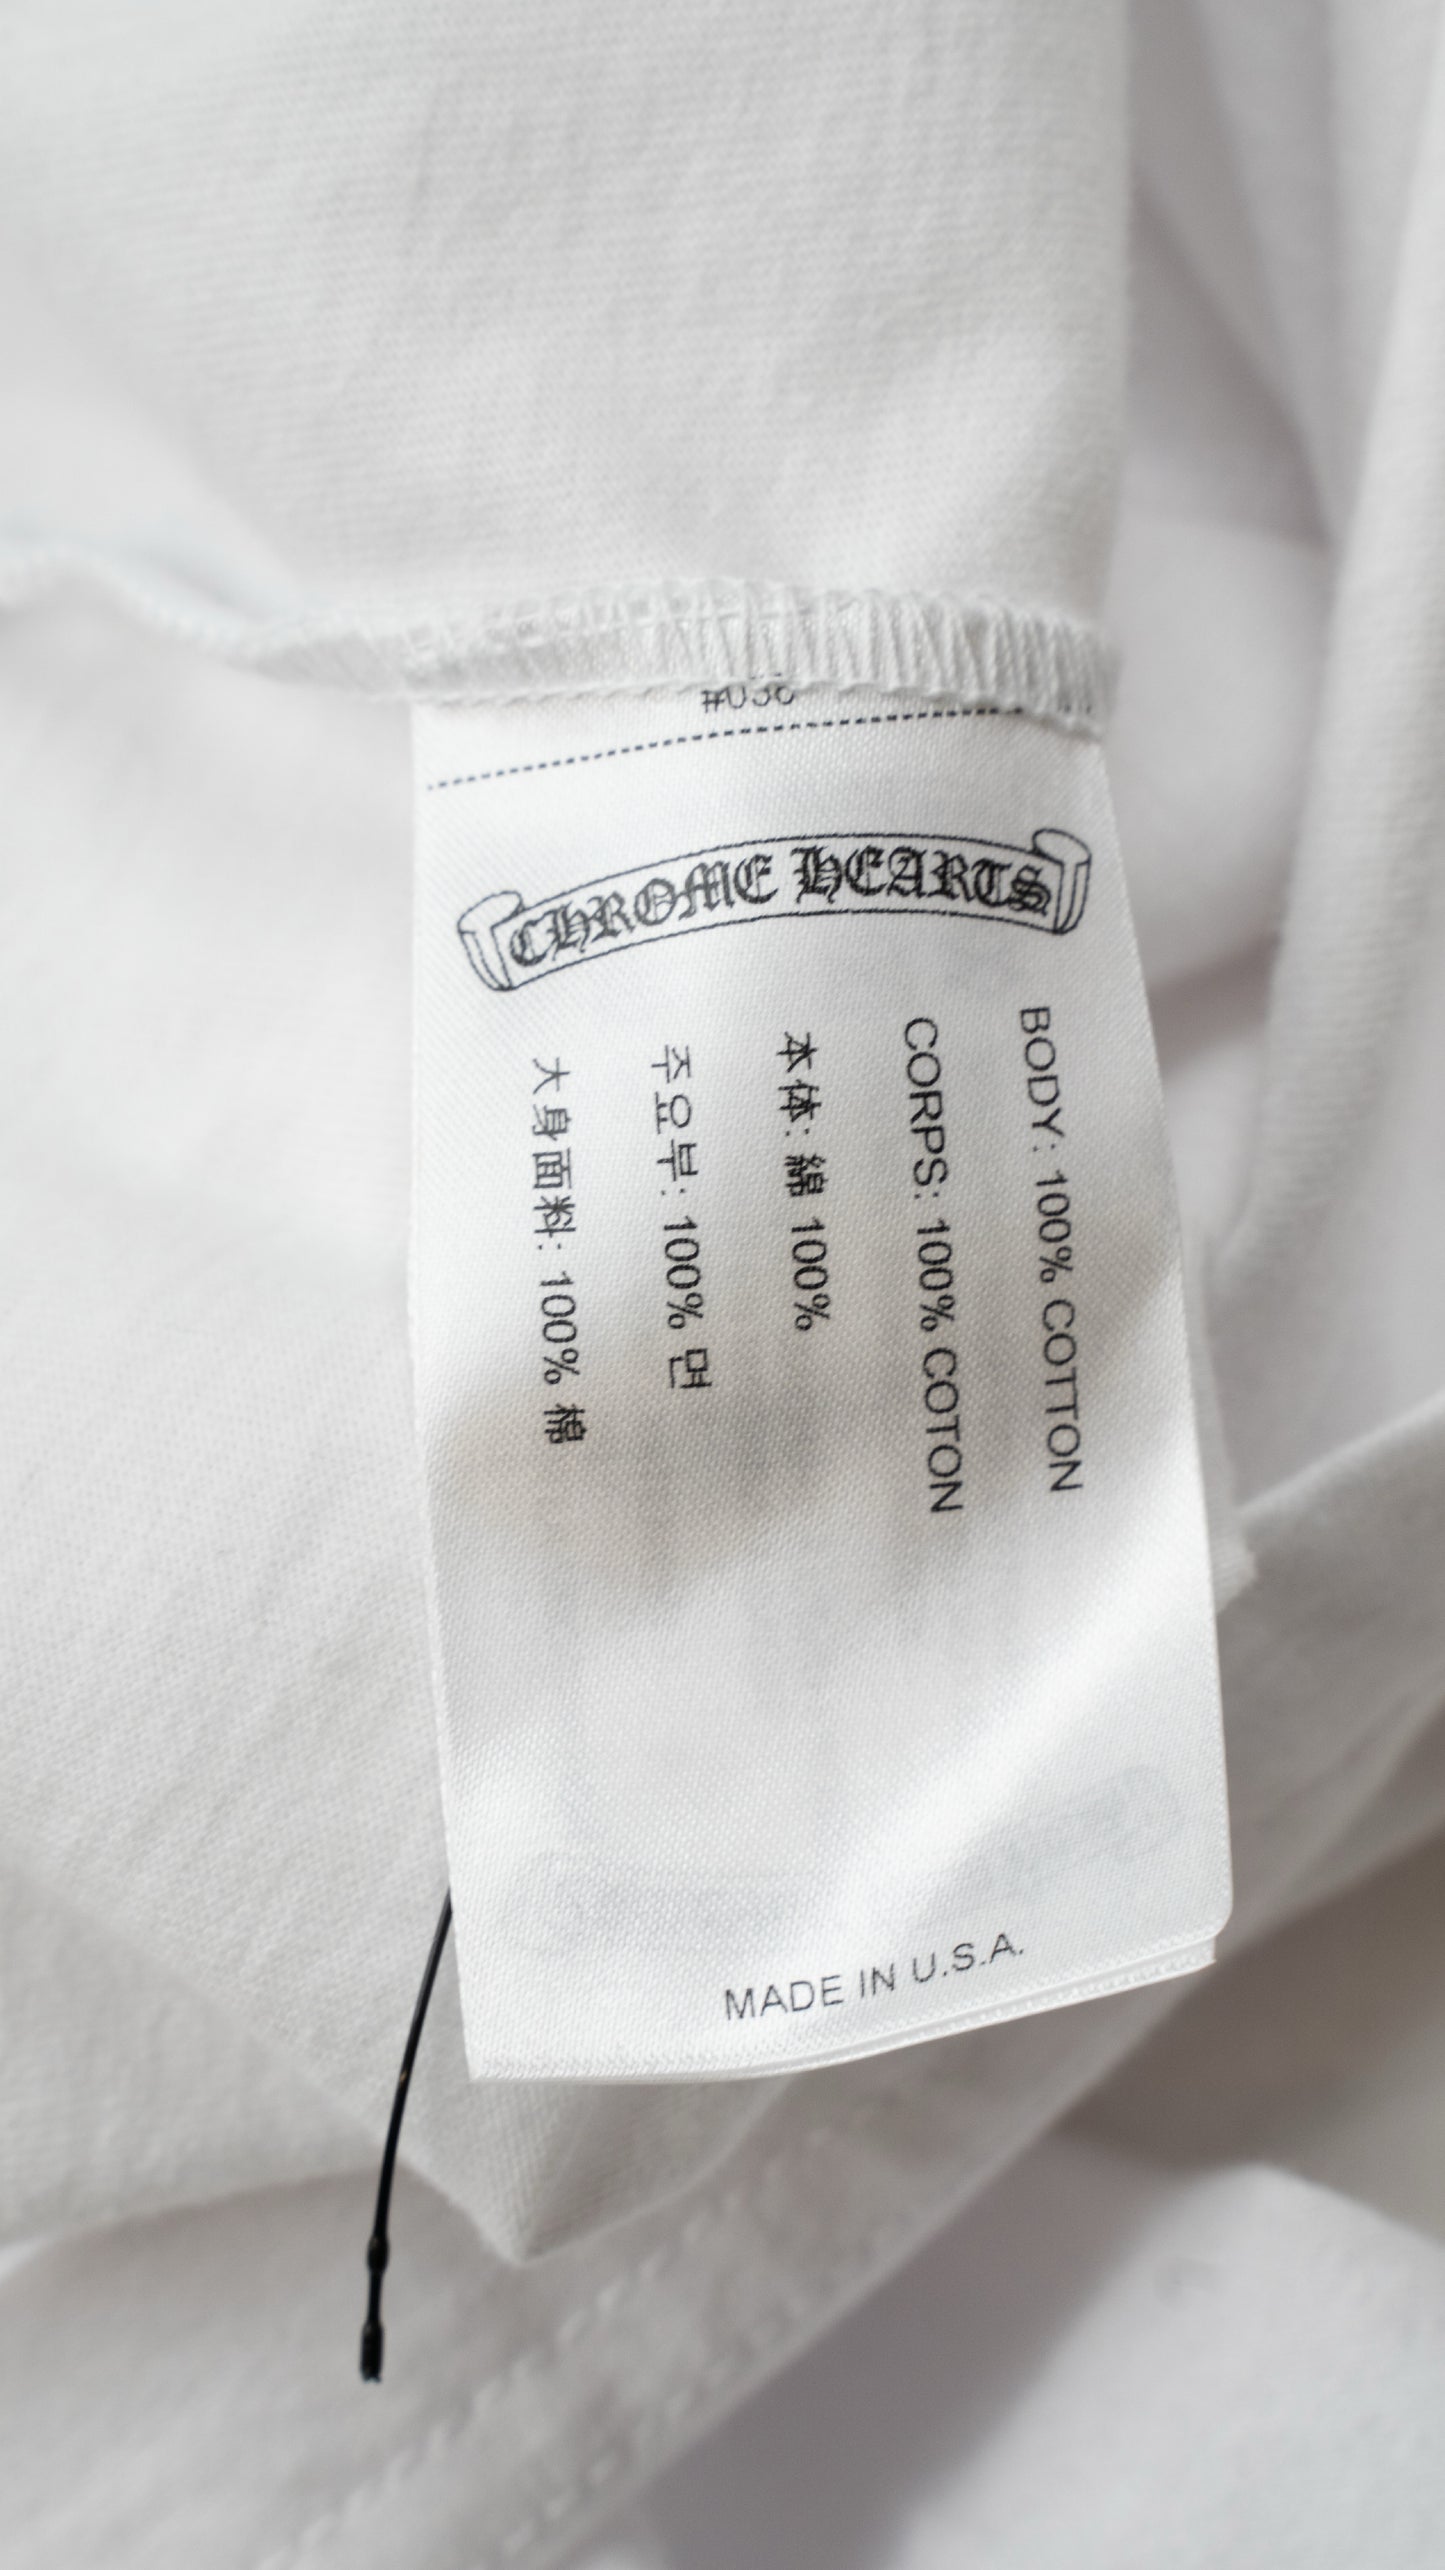 #036
CHROME HEARTS
BODY: 100% COTTON
CORPS: 100% COTON
本体: 綿 100%
주요부: 100% 면
大身面料: 100% 棉
MADE IN U.S.A.